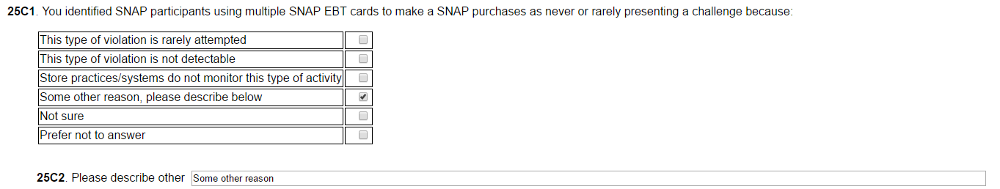 25C1. You identified SNAP participants using multiple SNAP EBT cards to make a SNAP purchases as never or rarely presenting a challenge because:
This type of violation is rarely attempted
This type of violation is not detectable
Store practices/systems do not monitor this type of activity
Some other reason, please describe below
Not sure
Prefer not to answer
25C2. Please describe other Some other reason